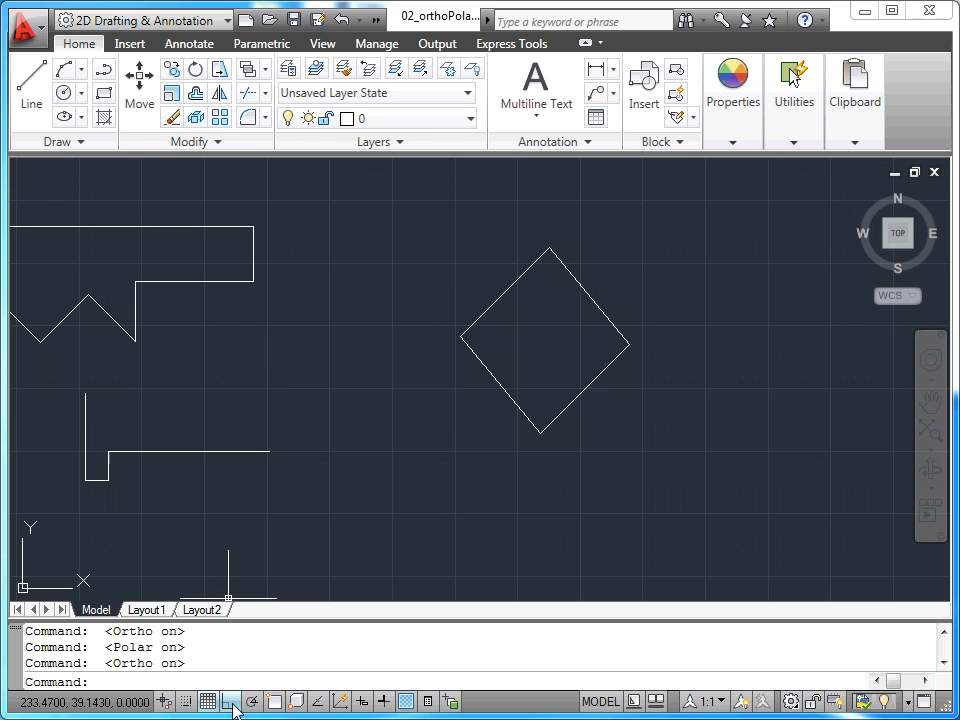 2D Drafting & Annotation
02_orthoPola...
Type a keyword or phrase
Home Insert Annotate Parametric View Manage Output Express Tools
Line Move Unsaved Layer State Multiline Text Insert Properties Utilities Clipboard
0
Draw Modify Layers Annotation Block
N
W TOP E
S
WCS
Y
X
Model Layout1 Layout2
Command: <Ortho on>
Command: <Polar on>
Command: <Ortho on>
Command:
233.4700, 39.1430, 0.0000 MODEL 1:1